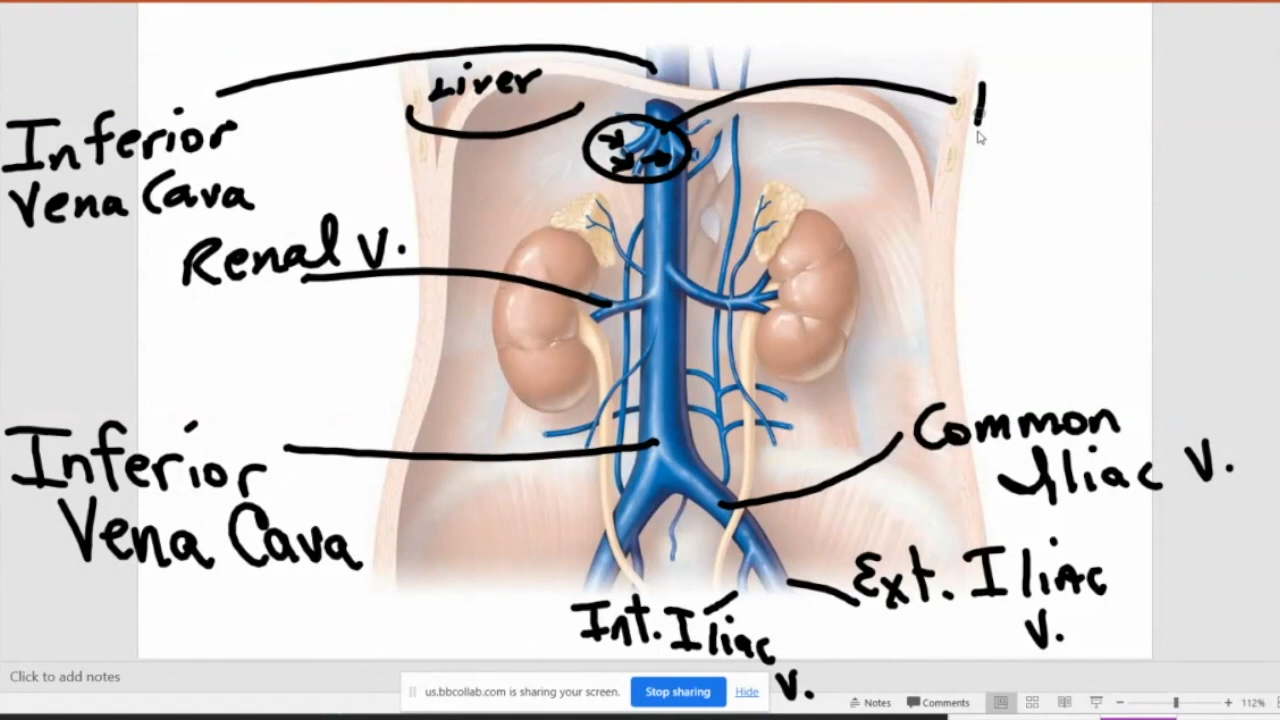 Liver
Inferior
Vena Cava
Renal V.
Common
Iliac V.
Inferior
Vena Cava
Ext. Iliac
V.
Int. Iliac
V.
Click to add notes
us.bbcollab.com is sharing your screen.
Stop sharing
Hide
Notes
Comments
112%